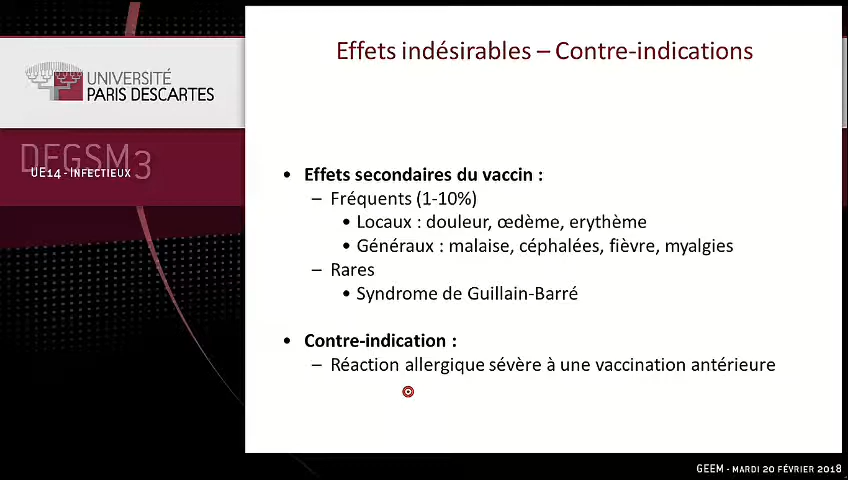 Effets indésirables – Contre-indications
UNIVERSITÉ
PARIS DESCARTES
DFGSM3
UE14 - INFECTIEUX
• Effets secondaires du vaccin :
– Fréquents (1-10%)
• Locaux : douleur, œdème, erythème
• Généraux : malaise, céphalées, fièvre, myalgies
– Rares
• Syndrome de Guillain-Barré
• Contre-indication :
– Réaction allergique sévère à une vaccination antérieure
GEEM - MARDI 20 FÉVRIER 2018